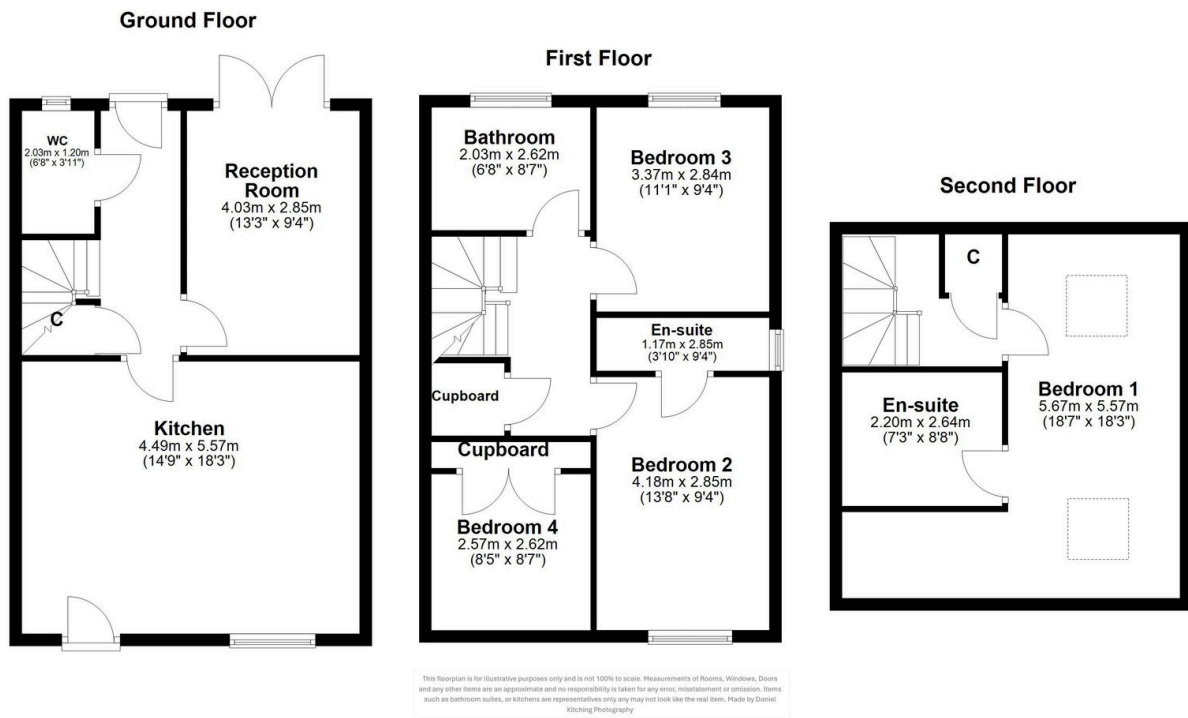 Ground Floor
WC
2.03m x 1.20m
(6'8" x 3'11")
Reception
Room
4.03m x 2.85m
(13'3" x 9'4")
C
Kitchen
4.49m x 5.57m
(14'9" x 18'3")
First Floor
Bathroom
2.03m x 2.62m
(6'8" x 8'7")
Bedroom 3
3.37m x 2.84m
(11'1" x 9'4")
En-suite
1.17m x 2.85m
(3'10" x 9'4")
Cupboard
Cupboard
Bedroom 2
4.18m x 2.85m
(13'8" x 9'4")
Bedroom 4
2.57m x 2.62m
(8'5" x 8'7")
Second Floor
C
Bedroom 1
5.67m x 5.57m
(18'7" x 18'3")
En-suite
2.20m x 2.64m
(7'3" x 8'8")
This floorplan is for illustrative purposes only and is not 100% to scale. Measurements of Rooms, Windows, Doors
and any other items are an approximate and no responsibility is taken for any error, misstatement or omission. Items
such as bathroom suites, or kitchens are representatives only any may not look like the real item. Made by Daniel
Kitching Photography